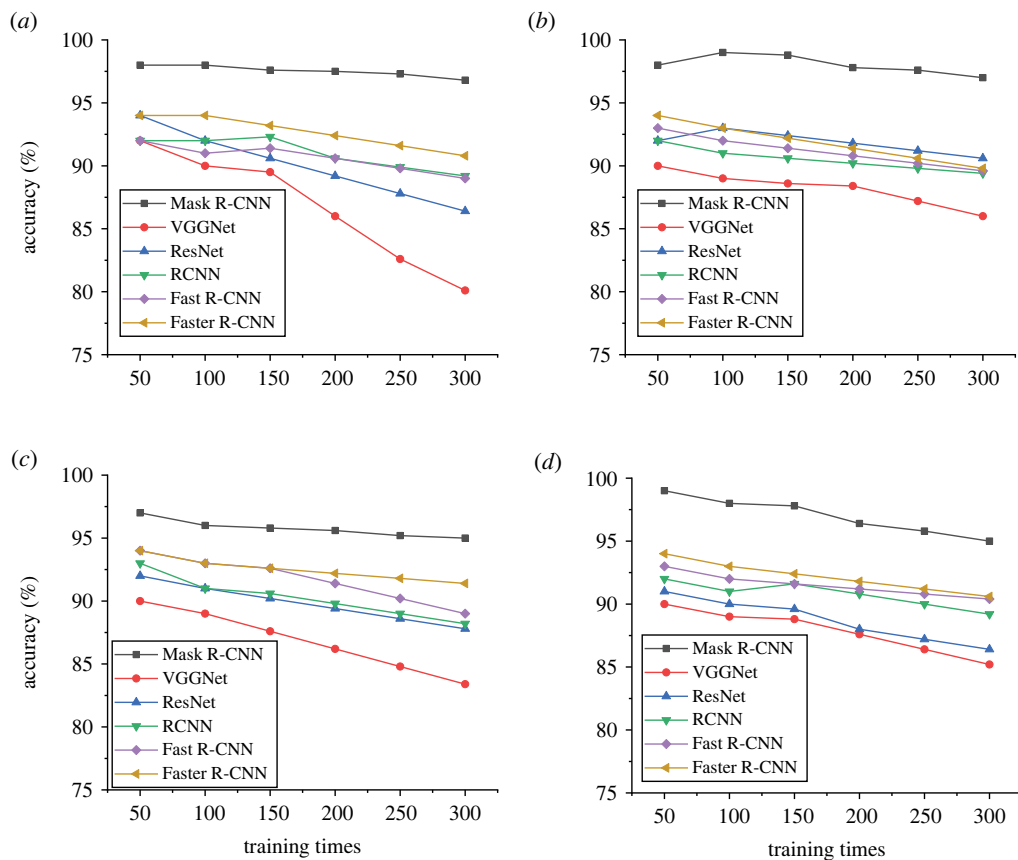 (a)
100
95
90
85
80
75
accuracy (%)
Mask R-CNN
VGGNet
ResNet
RCNN
Fast R-CNN
Faster R-CNN
50 100 150 200 250 300
(b)
100
95
90
85
80
75
Mask R-CNN
VGGNet
ResNet
RCNN
Fast R-CNN
Faster R-CNN
50 100 150 200 250 300
(c)
100
95
90
85
80
75
accuracy (%)
Mask R-CNN
VGGNet
ResNet
RCNN
Fast R-CNN
Faster R-CNN
50 100 150 200 250 300
training times
(d)
100
95
90
85
80
75
Mask R-CNN
VGGNet
ResNet
RCNN
Fast R-CNN
Faster R-CNN
50 100 150 200 250 300
training times